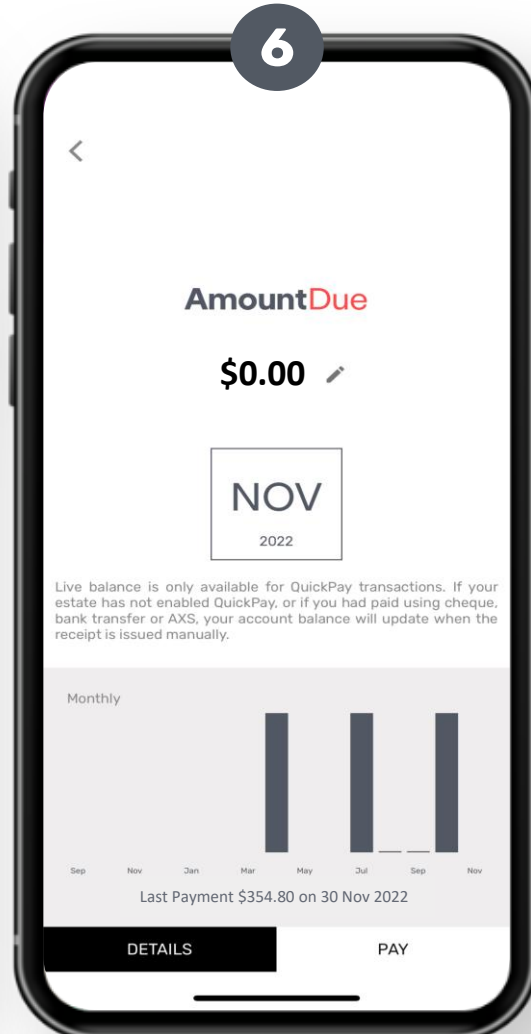 6
<
AmountDue
$0.00
NOV
2022
Live balance is only available for QuickPay transactions. If your
estate has not enabled QuickPay, or if you had paid using cheque,
bank transfer or AXS, your account balance will update when the
receipt is issued manually.
Monthly
Sep Nov Jan Mar May Jul Sep Nov
Last Payment $354.80 on 30 Nov 2022
DETAILS PAY